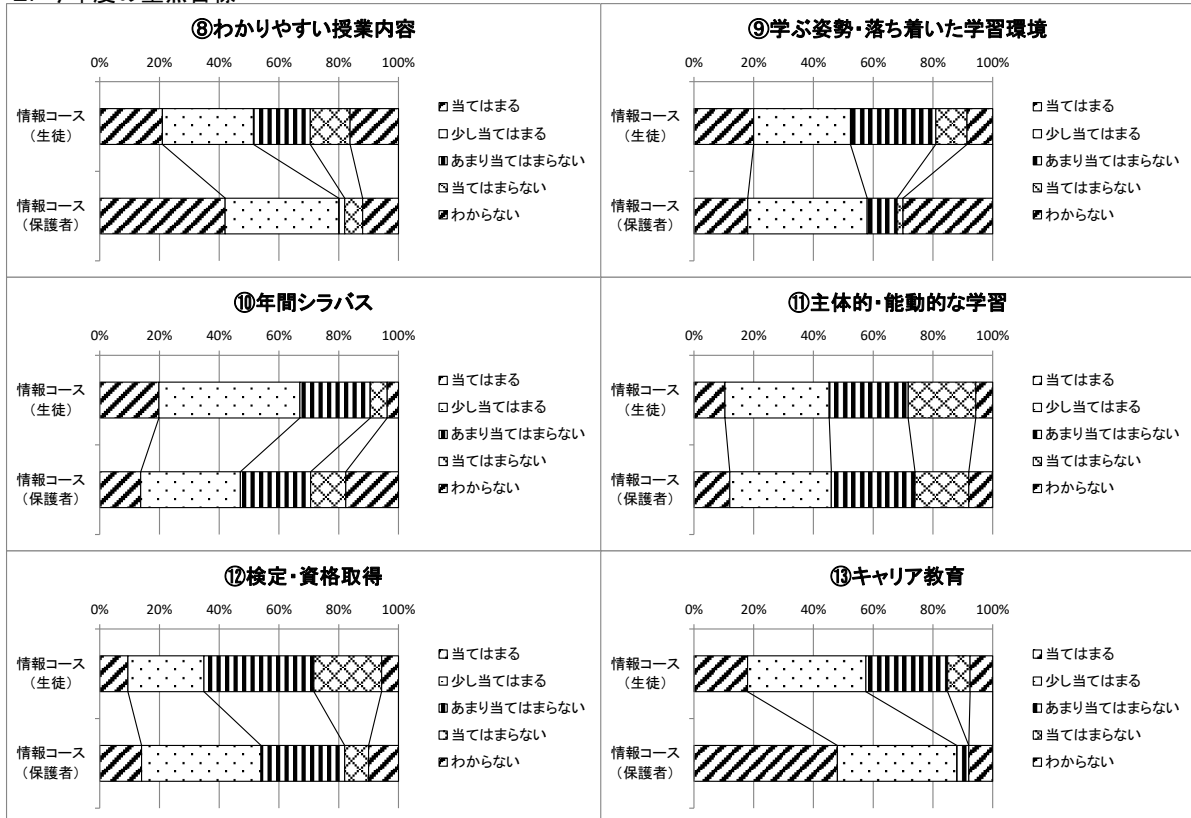 ⑧わかりやすい授業内容
0% 20% 40% 60% 80% 100%
情報コース
(生徒)
情報コース
(保護者)
当てはまる
少し当てはまる
あまり当てはまらない
当てはまらない
わからない
⑨学ぶ姿勢・落ち着いた学習環境
0% 20% 40% 60% 80% 100%
情報コース
(生徒)
情報コース
(保護者)
当てはまる
少し当てはまる
あまり当てはまらない
当てはまらない
わからない
⑩年間シラバス
0% 20% 40% 60% 80% 100%
情報コース
(生徒)
情報コース
(保護者)
当てはまる
少し当てはまる
あまり当てはまらない
当てはまらない
わからない
⑪主体的・能動的な学習
0% 20% 40% 60% 80% 100%
情報コース
(生徒)
情報コース
(保護者)
当てはまる
少し当てはまる
あまり当てはまらない
当てはまらない
わからない
⑫検定・資格取得
0% 20% 40% 60% 80% 100%
情報コース
(生徒)
情報コース
(保護者)
当てはまる
少し当てはまる
あまり当てはまらない
当てはまらない
わからない
⑬キャリア教育
0% 20% 40% 60% 80% 100%
情報コース
(生徒)
情報コース
(保護者)
当てはまる
少し当てはまる
あまり当てはまらない
当てはまらない
わからない